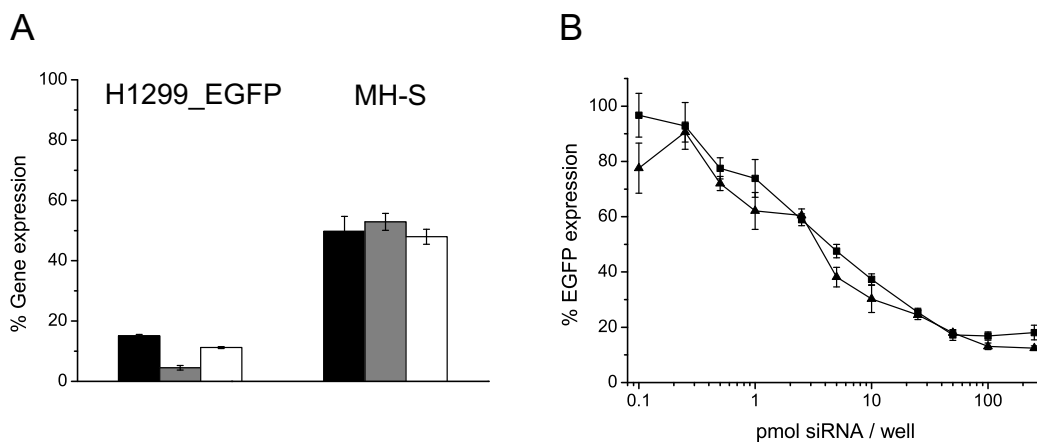 A
B
100
80
60
40
20
0
% Gene expression
H1299_EGFP
MH-S
100
80
60
40
20
0
% EGFP expression
0.1
1
10
100
pmol siRNA / well